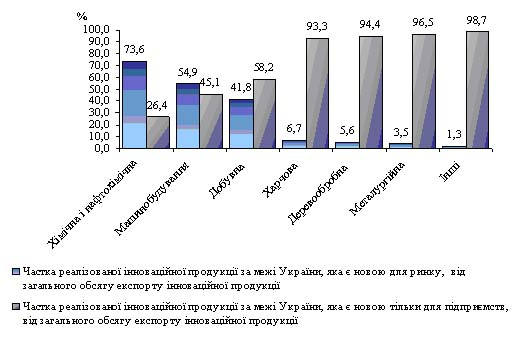 %
100,0
90,0
80,0
70,0
60,0
50,0
40,0
30,0
20,0
10,0
0,0
73,6
26,4
54,9
45,1
41,8
58,2
6,7
93,3
5,6
94,4
3,5
96,5
1,3
98,7
Хімічна і нафтохімічна
Машинобудування
Добувна
Харчова
Деревообробна
Металургійна
Інші
Частка реалізованої інноваційної продукції за межі України, яка є новою для ринку, від
загального обсягу експорту інноваційної продукції
Частка реалізованої інноваційної продукції за межі України, яка є новою тільки для підприємств,
від загального обсягу експорту інноваційної продукції